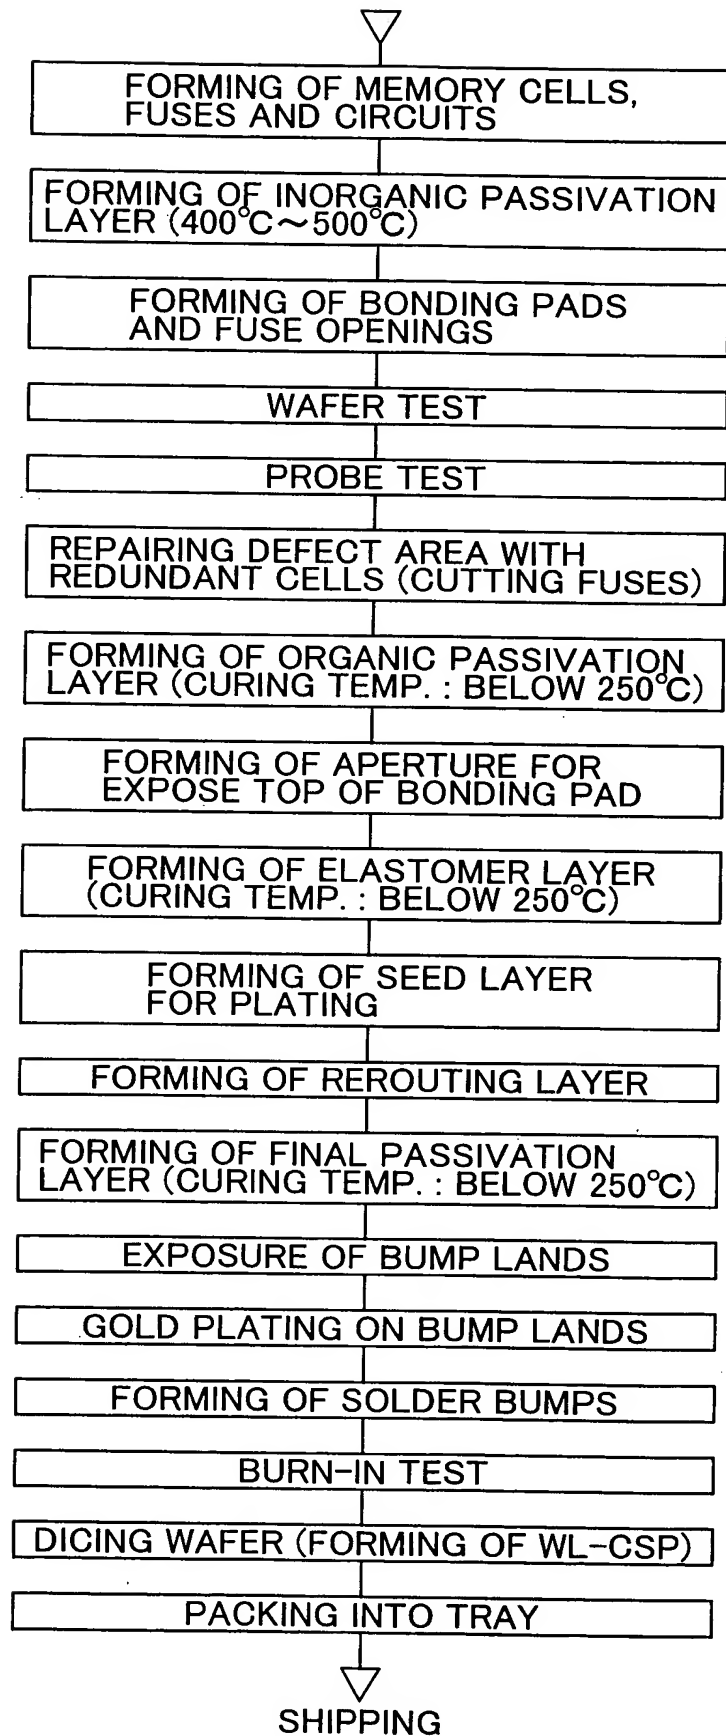 FORMING OF MEMORY CELLS,
FUSES AND CIRCUITS
FORMING OF INORGANIC PASSIVATION
LAYER (400℃～500℃)
FORMING OF BONDING PADS
AND FUSE OPENINGS
WAFER TEST
PROBE TEST
REPAIRING DEFECT AREA WITH
REDUNDANT CELLS (CUTTING FUSES)
FORMING OF ORGANIC PASSIVATION
LAYER (CURING TEMP. : BELOW 250℃)
FORMING OF APERTURE FOR
EXPOSE TOP OF BONDING PAD
FORMING OF ELASTOMER LAYER
(CURING TEMP. : BELOW 250℃)
FORMING OF SEED LAYER
FOR PLATING
FORMING OF REROUTING LAYER
FORMING OF FINAL PASSIVATION
LAYER (CURING TEMP. : BELOW 250℃)
EXPOSURE OF BUMP LANDS
GOLD PLATING ON BUMP LANDS
FORMING OF SOLDER BUMPS
BURN-IN TEST
DICING WAFER (FORMING OF WL-CSP)
PACKING INTO TRAY
SHIPPING